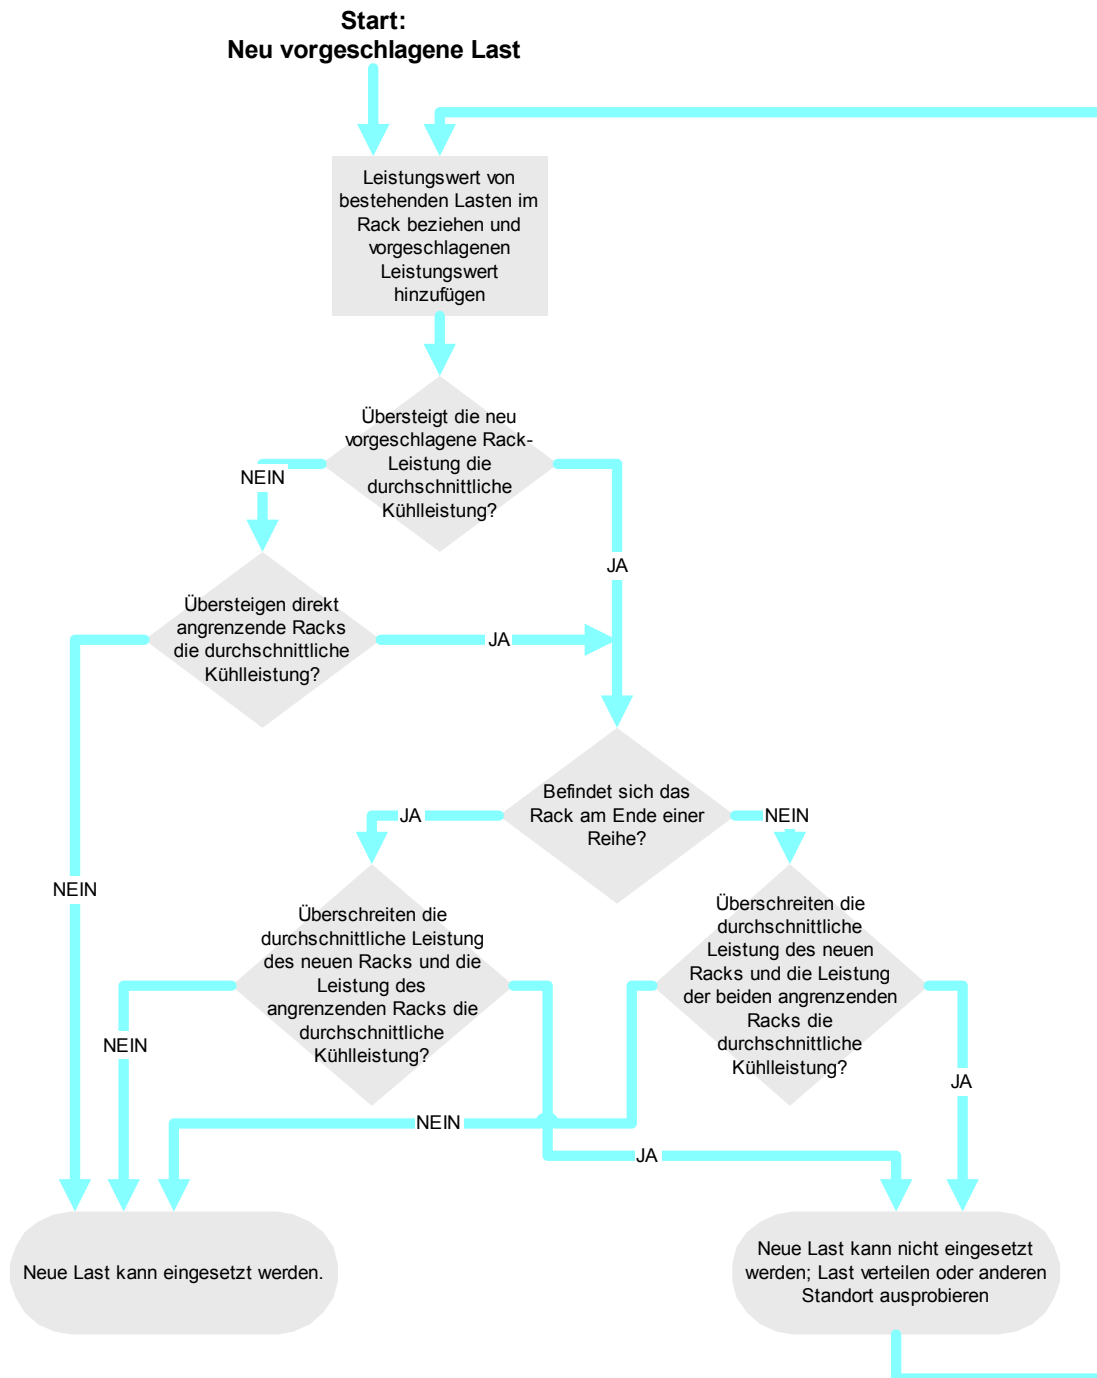 Start:
Neu vorgeschlagene Last
Leistungswert von
bestehenden Lasten im
Rack beziehen und
vorgeschlagenen
Leistungswert
hinzufügen
Übersteigt die neu
vorgeschlagene Rack-
Leistung die
durchschnittliche
Kühlleistung?
NEIN
JA
Übersteigen direkt
angrenzende Racks
die durchschnittliche
Kühlleistung?
JA
NEIN
Befindet sich das
Rack am Ende einer
Reihe?
JA
NEIN
Überschreiten die
durchschnittliche Leistung
des neuen Racks und die
Leistung des
angrenzenden Racks die
durchschnittliche
Kühlleistung?
Überschreiten die
durchschnittliche
Leistung des neuen
Racks und die Leistung
der beiden angrenzenden
Racks die
durchschnittliche
Kühlleistung?
NEIN
JA
NEIN
JA
Neue Last kann eingesetzt werden.
Neue Last kann nicht eingesetzt
werden; Last verteilen oder anderen
Standort ausprobieren